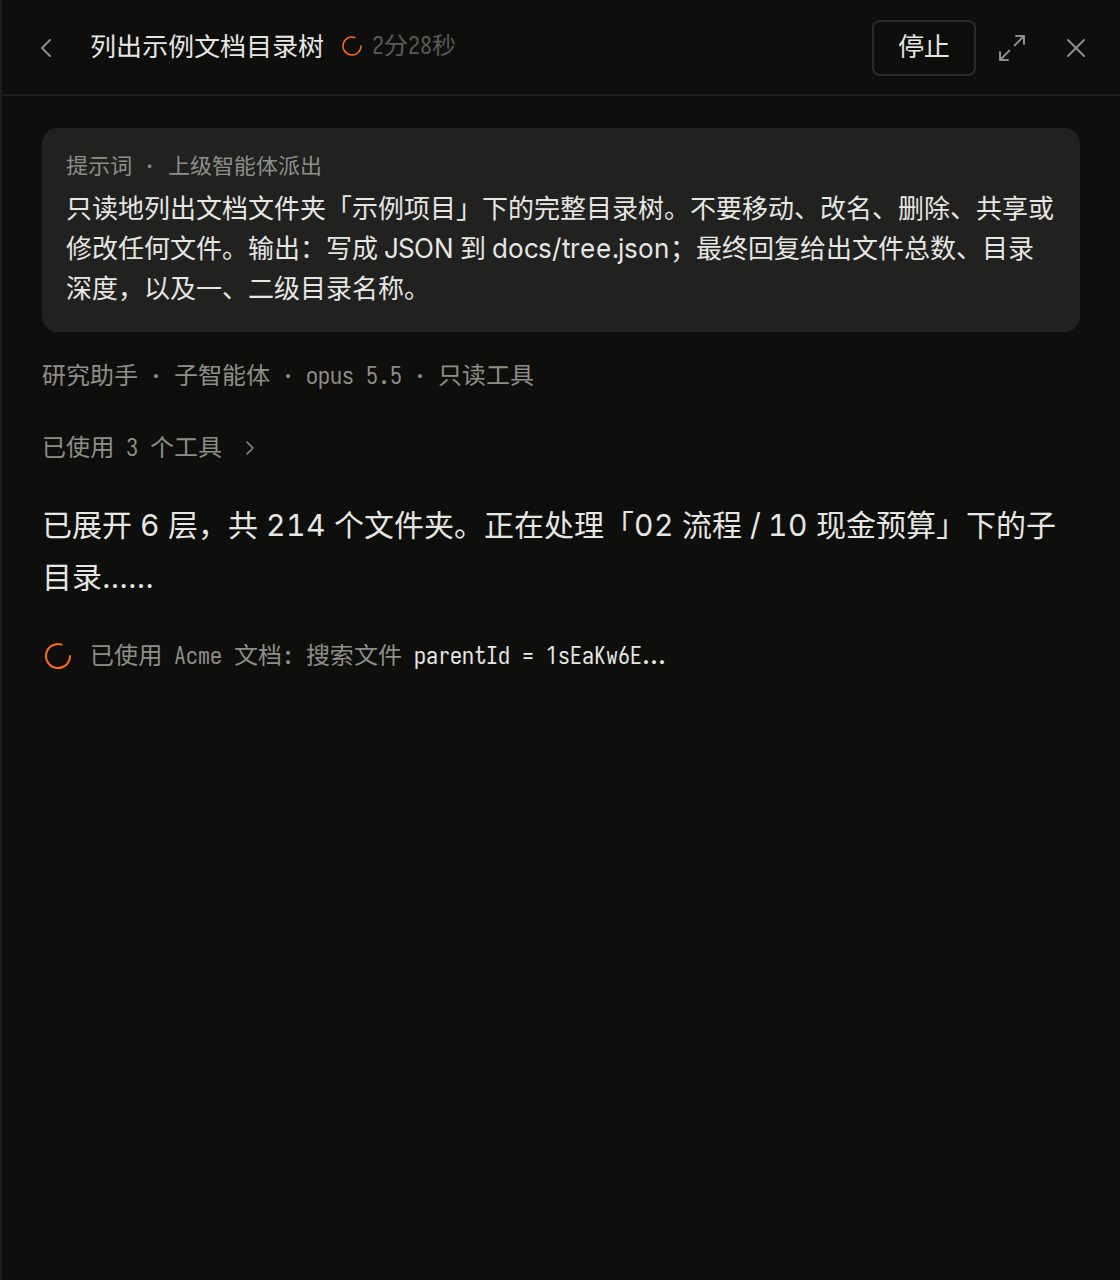 列出示例文档目录树 2分28秒 停止
提示词 · 上级智能体派出
只读地列出文档文件夹「示例项目」下的完整目录树。不要移动、改名、删除、共享或
修改任何文件。输出：写成 JSON 到 docs/tree.json；最终回复给出文件总数、目录
深度，以及一、二级目录名称。
研究助手 · 子智能体 · opus 5.5 · 只读工具
已使用 3 个工具
已展开 6 层，共 214 个文件夹。正在处理「02 流程 / 10 现金预算」下的子
目录……
已使用 Acme 文档：搜索文件 parentId = 1sEaKw6E...